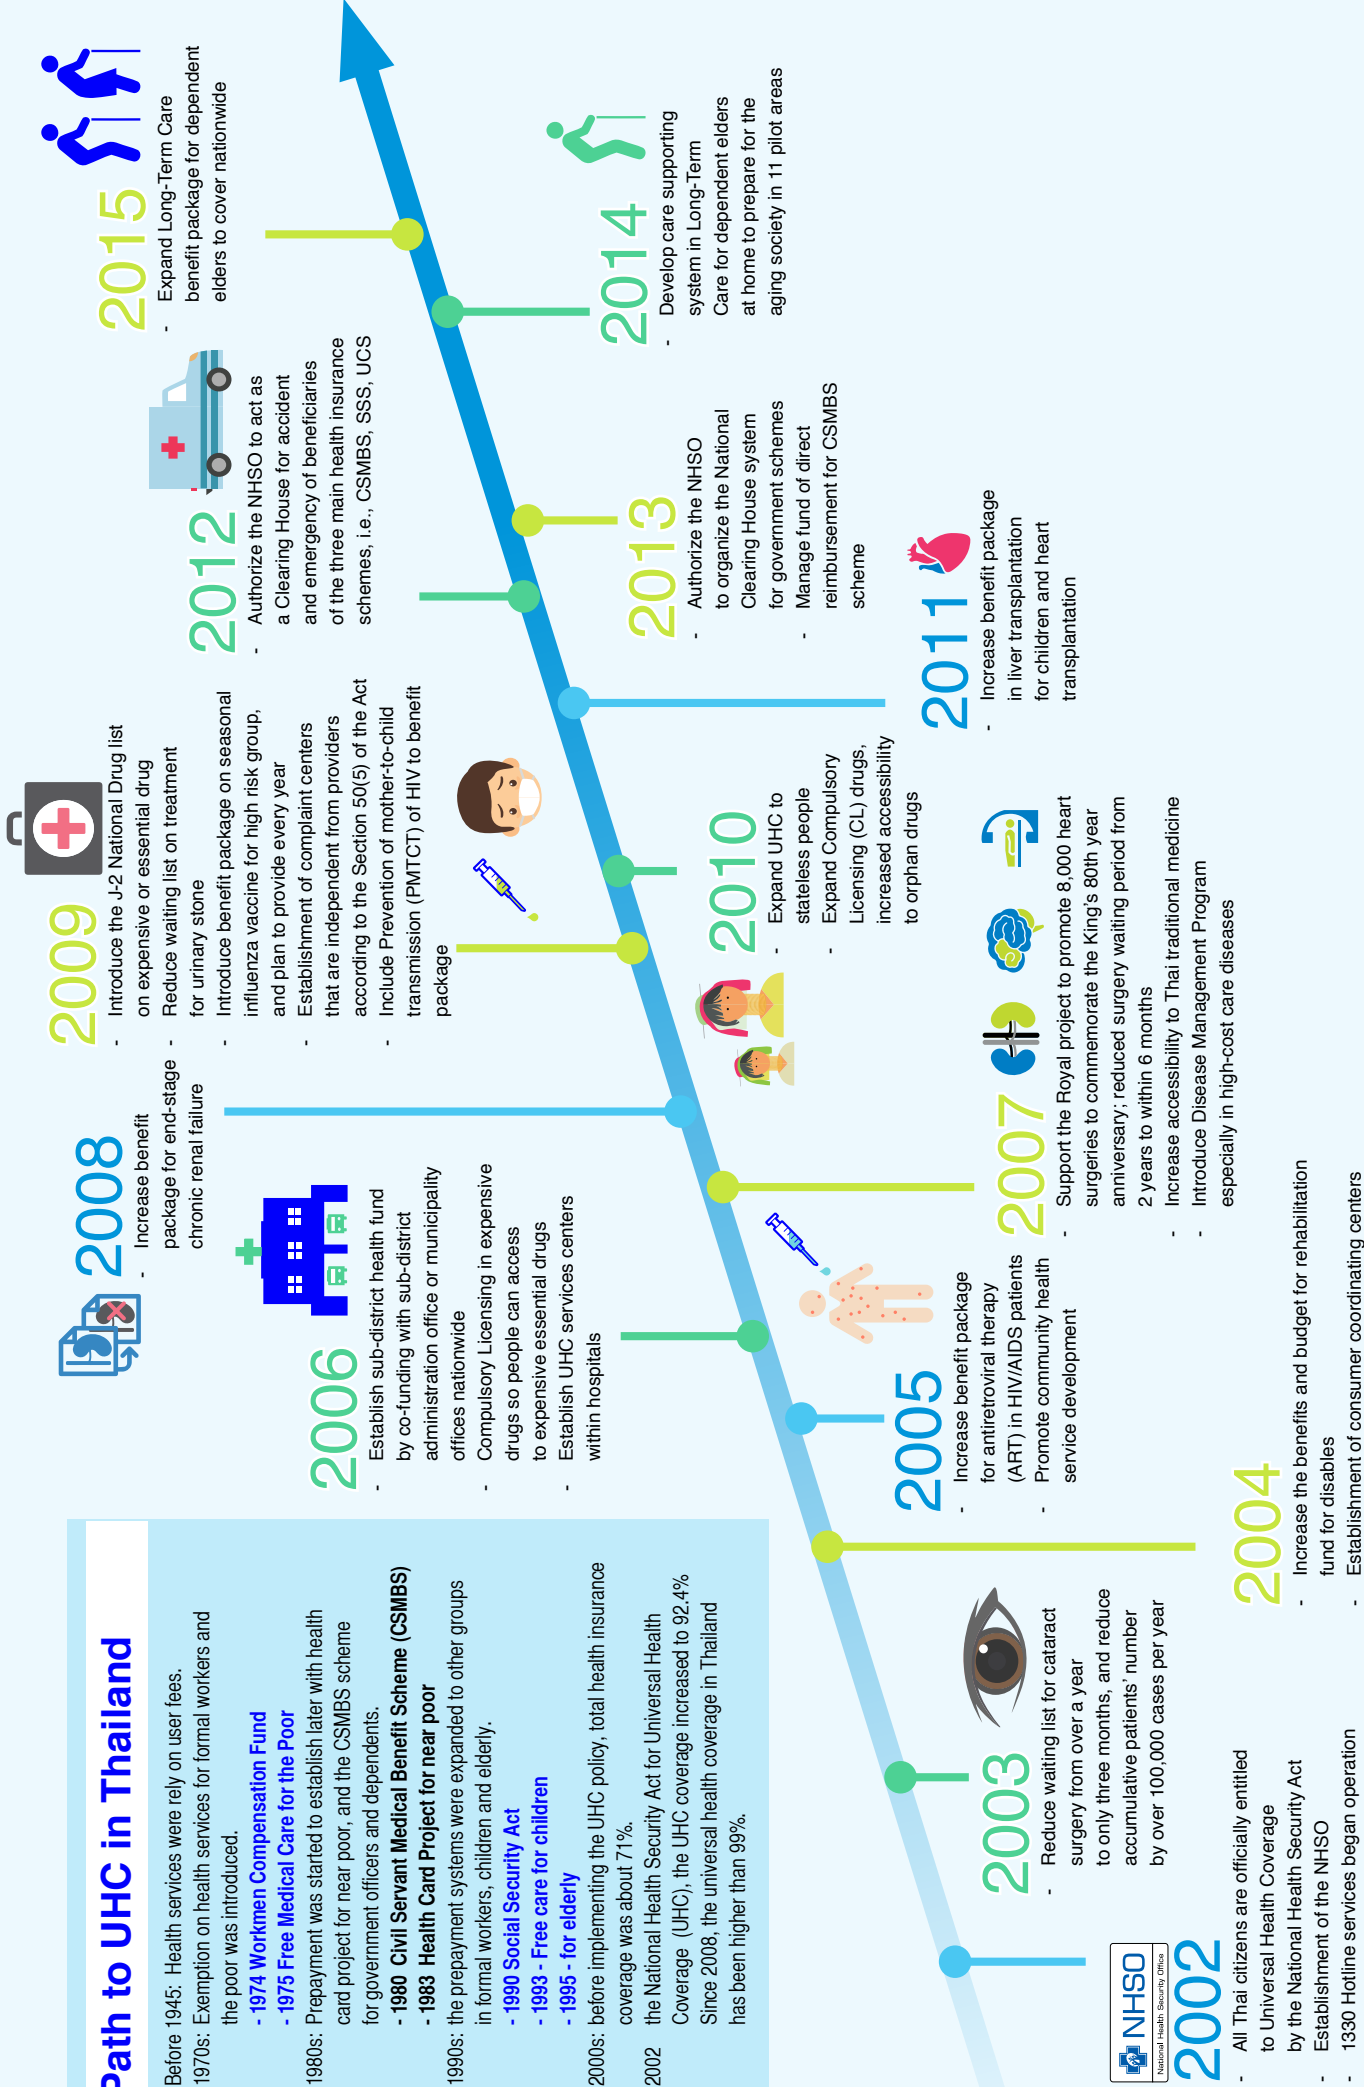 Path to UHC in Thailand
Before 1945: Health services were rely on user fees.
1970s: Exemption on health services for formal workers and
the poor was introduced.
- 1974 Workmen Compensation Fund
- 1975 Free Medical Care for the Poor
1980s: Prepayment was started to establish later with health
card project for near poor, and the CSMBS scheme
for government officers and dependents.
- 1980 Civil Servant Medical Benefit Scheme (CSMBS)
- 1983 Health Card Project for near poor
1990s: the prepayment systems were expanded to other groups
in formal workers, children and elderly.
- 1990 Social Security Act
- 1993 - Free care for children
- 1995 - for elderly
2000s: before implementing the UHC policy, total health insurance
coverage was about 71%.
2002 the National Health Security Act for Universal Health
Coverage (UHC), the UHC coverage increased to 92.4%
Since 2008, the universal health coverage in Thailand
has been higher than 99%.
NHSO
National Health Security Office
2002
- All Thai citizens are officially entitled
to Universal Health Coverage
by the National Health Security Act
- Establishment of the NHSO
- 1330 Hotline services began operation
2003
- Reduce waiting list for cataract
surgery from over a year
to only three months, and reduce
accumulative patients' number
by over 100,000 cases per year
2004
- Increase the benefits and budget for rehabilitation
fund for disables
- Establishment of consumer coordinating centers
2005
- Increase benefit package
for antiretroviral therapy
(ART) in HIV/AIDS patients
- Promote community health
service development
2006
- Establish sub-district health fund
by co-funding with sub-district
administration office or municipality
offices nationwide
- Compulsory Licensing in expensive
drugs so people can access
to expensive essential drugs
- Establish UHC services centers
within hospitals
2007
- Support the Royal project to promote 8,000 heart
surgeries to commemorate the King's 80th year
anniversary; reduced surgery waiting period from
2 years to within 6 months
- Increase accessibility to Thai traditional medicine
- Introduce Disease Management Program
especially in high-cost care diseases
2008
- Increase benefit
package for end-stage
chronic renal failure
2009
- Introduce the J-2 National Drug list
on expensive or essential drug
- Reduce waiting list on treatment
for urinary stone
- Introduce benefit package on seasonal
influenza vaccine for high risk group,
and plan to provide every year
- Establishment of complaint centers
that are independent from providers
according to the Section 50(5) of the Act
- Include Prevention of mother-to-child
transmission (PMTCT) of HIV to benefit
package
2010
- Expand UHC to
stateless people
- Expand Compulsory
Licensing (CL) drugs,
increased accessibility
to orphan drugs
2011
- Increase benefit package
in liver transplantation
for children and heart
transplantation
2012
- Authorize the NHSO to act as
a Clearing House for accident
and emergency of beneficiaries
of the three main health insurance
schemes, i.e., CSMBS, SSS, UCS
2013
- Authorize the NHSO
to organize the National
Clearing House system
for government schemes
- Manage fund of direct
reimbursement for CSMBS
scheme
2014
- Develop care supporting
system in Long-Term
Care for dependent elders
at home to prepare for the
aging society in 11 pilot areas
2015
- Expand Long-Term Care
benefit package for dependent
elders to cover nationwide